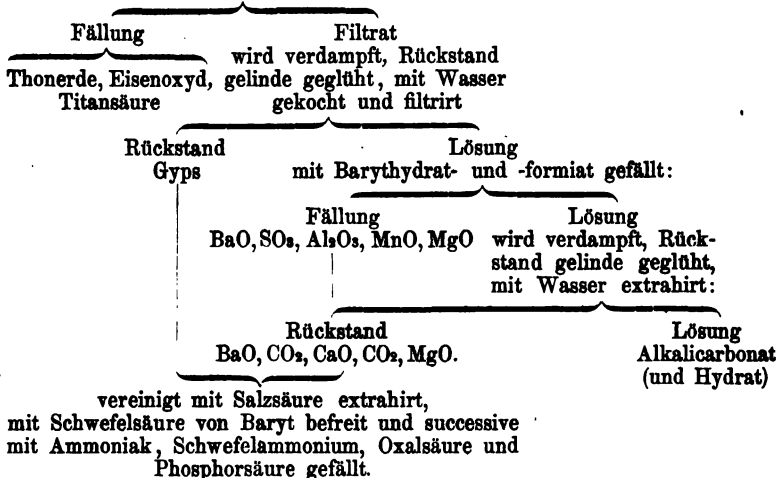 Fällung
Thonerde, Eisenoxyd,
Titansäure
Filtrat
wird verdampft, Rückstand
gelinde geglüht, mit Wasser
gekocht und filtrirt
Rückstand
Gyps
Lösung
mit Barythydrat- und -formiat gefällt:
Fällung
BaO, SO₃, Al₂O₃, MnO, MgO
Lösung
wird verdampft, Rück-
stand gelinde geglüht,
mit Wasser extrahirt:
Rückstand
BaO, CO₂, CaO, CO₂, MgO.
Lösung
Alkalicarbonat
(und Hydrat)
vereinigt mit Salzsäure extrahirt,
mit Schwefelsäure von Baryt befreit und successive
mit Ammoniak, Schwefelammonium, Oxalsäure und
Phosphorsäure gefällt.